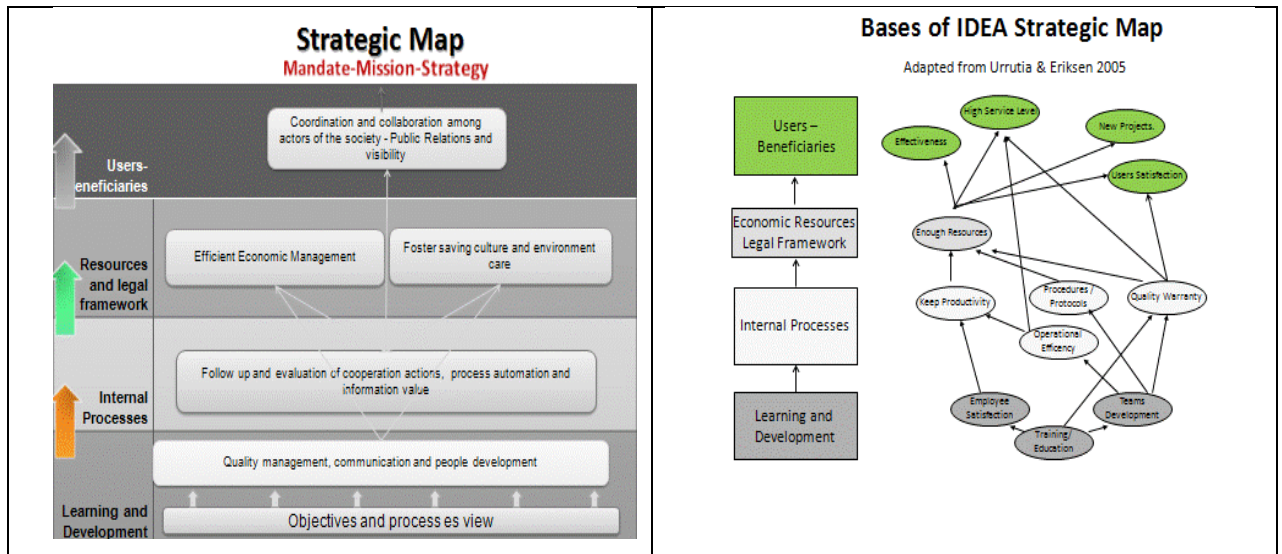 Strategic Map
Mandate-Mission-Strategy
Coordination and collaboration among
actors of the society - Public Relations and
visibility
Users-
eneficiaries
Efficient Economic Management
Foster saving culture and environment
care
Resources
and legal
framework
Follow up and evaluation of cooperation actions, process automation and
information value
Internal
Processes
Quality management, communication and people development
Learning and
Development
Objectives and processes view
Bases of IDEA Strategic Map
Adapted from Urrutia & Eriksen 2005
Users –
Beneficiaries
Economic Resources
Legal Framework
Internal Processes
Learning and
Development
High Service Level
New Projects.
Effectiveness
Users Satisfaction
Enough Resources
Keep Productivity
Procedures /
Protocols
Quality Warranty
Operational
Efficency
Employee
Satisfaction
Teams
Development
Training/
Education